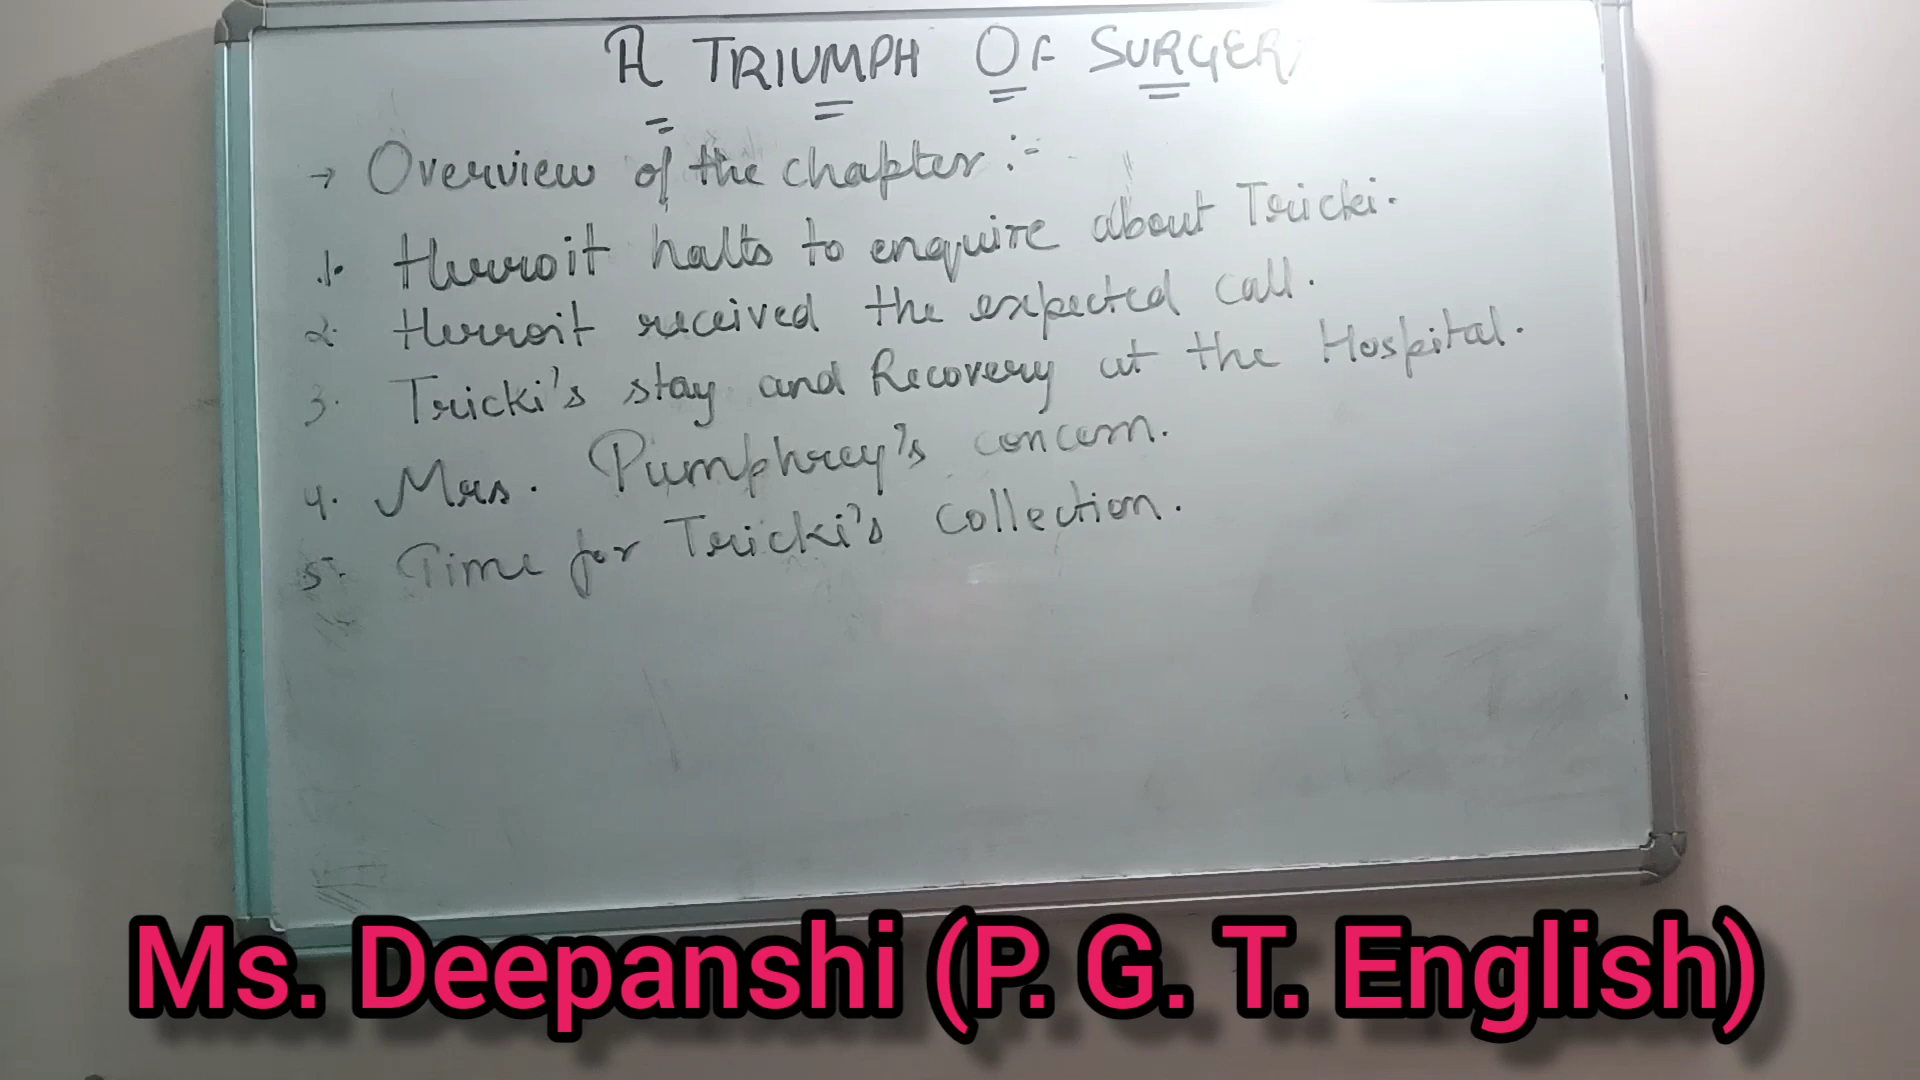 A TRIUMPH OF SURGERY
→ Overview of the chapter :-
1. Herroit halts to enquire about Tricki.
2. Herroit received the expected call.
3. Tricki's stay and Recovery at the Hospital.
4. Mrs. Pumphrey's concern.
5. Time for Tricki's collection.
Ms. Deepanshi (P. G. T. English)